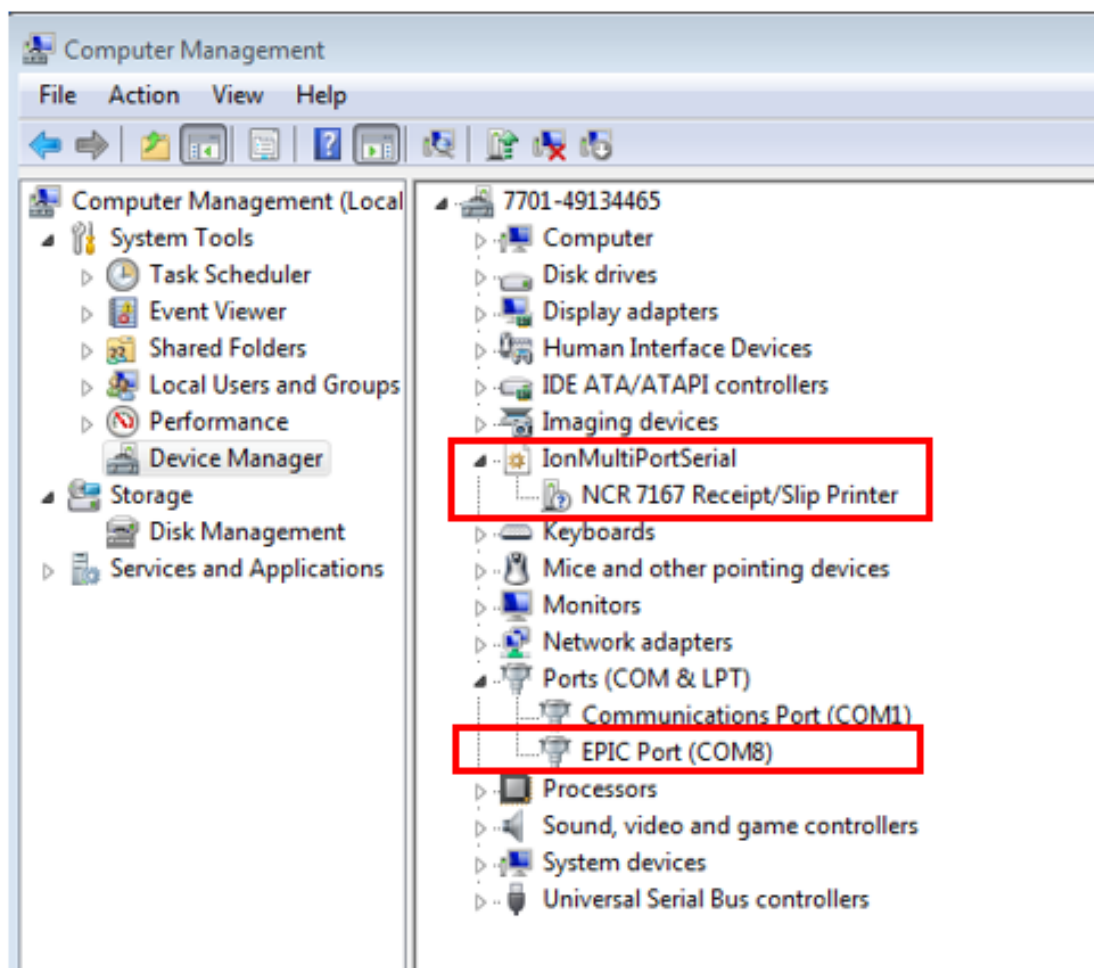 Computer Management
File Action View Help
Computer Management (Local
System Tools
Task Scheduler
Event Viewer
Shared Folders
Local Users and Groups
Performance
Device Manager
Storage
Disk Management
Services and Applications
7701-49134465
Computer
Disk drives
Display adapters
Human Interface Devices
IDE ATA/ATAPI controllers
Imaging devices
IonMultiPortSerial
NCR 7167 Receipt/Slip Printer
Keyboards
Mice and other pointing devices
Monitors
Network adapters
Ports (COM & LPT)
Communications Port (COM1)
EPIC Port (COM8)
Processors
Sound, video and game controllers
System devices
Universal Serial Bus controllers